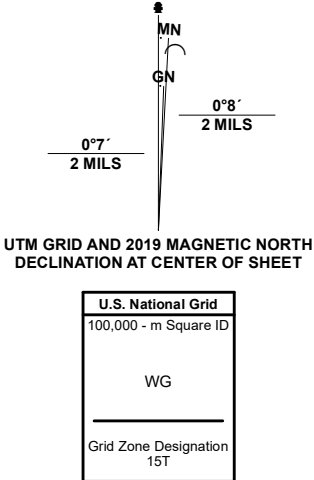 MN
GN
0°8´
2 MILS
0°7´
2 MILS
UTM GRID AND 2019 MAGNETIC NORTH
DECLINATION AT CENTER OF SHEET
U.S. National Grid
100,000 - m Square ID
WG
Grid Zone Designation
15T